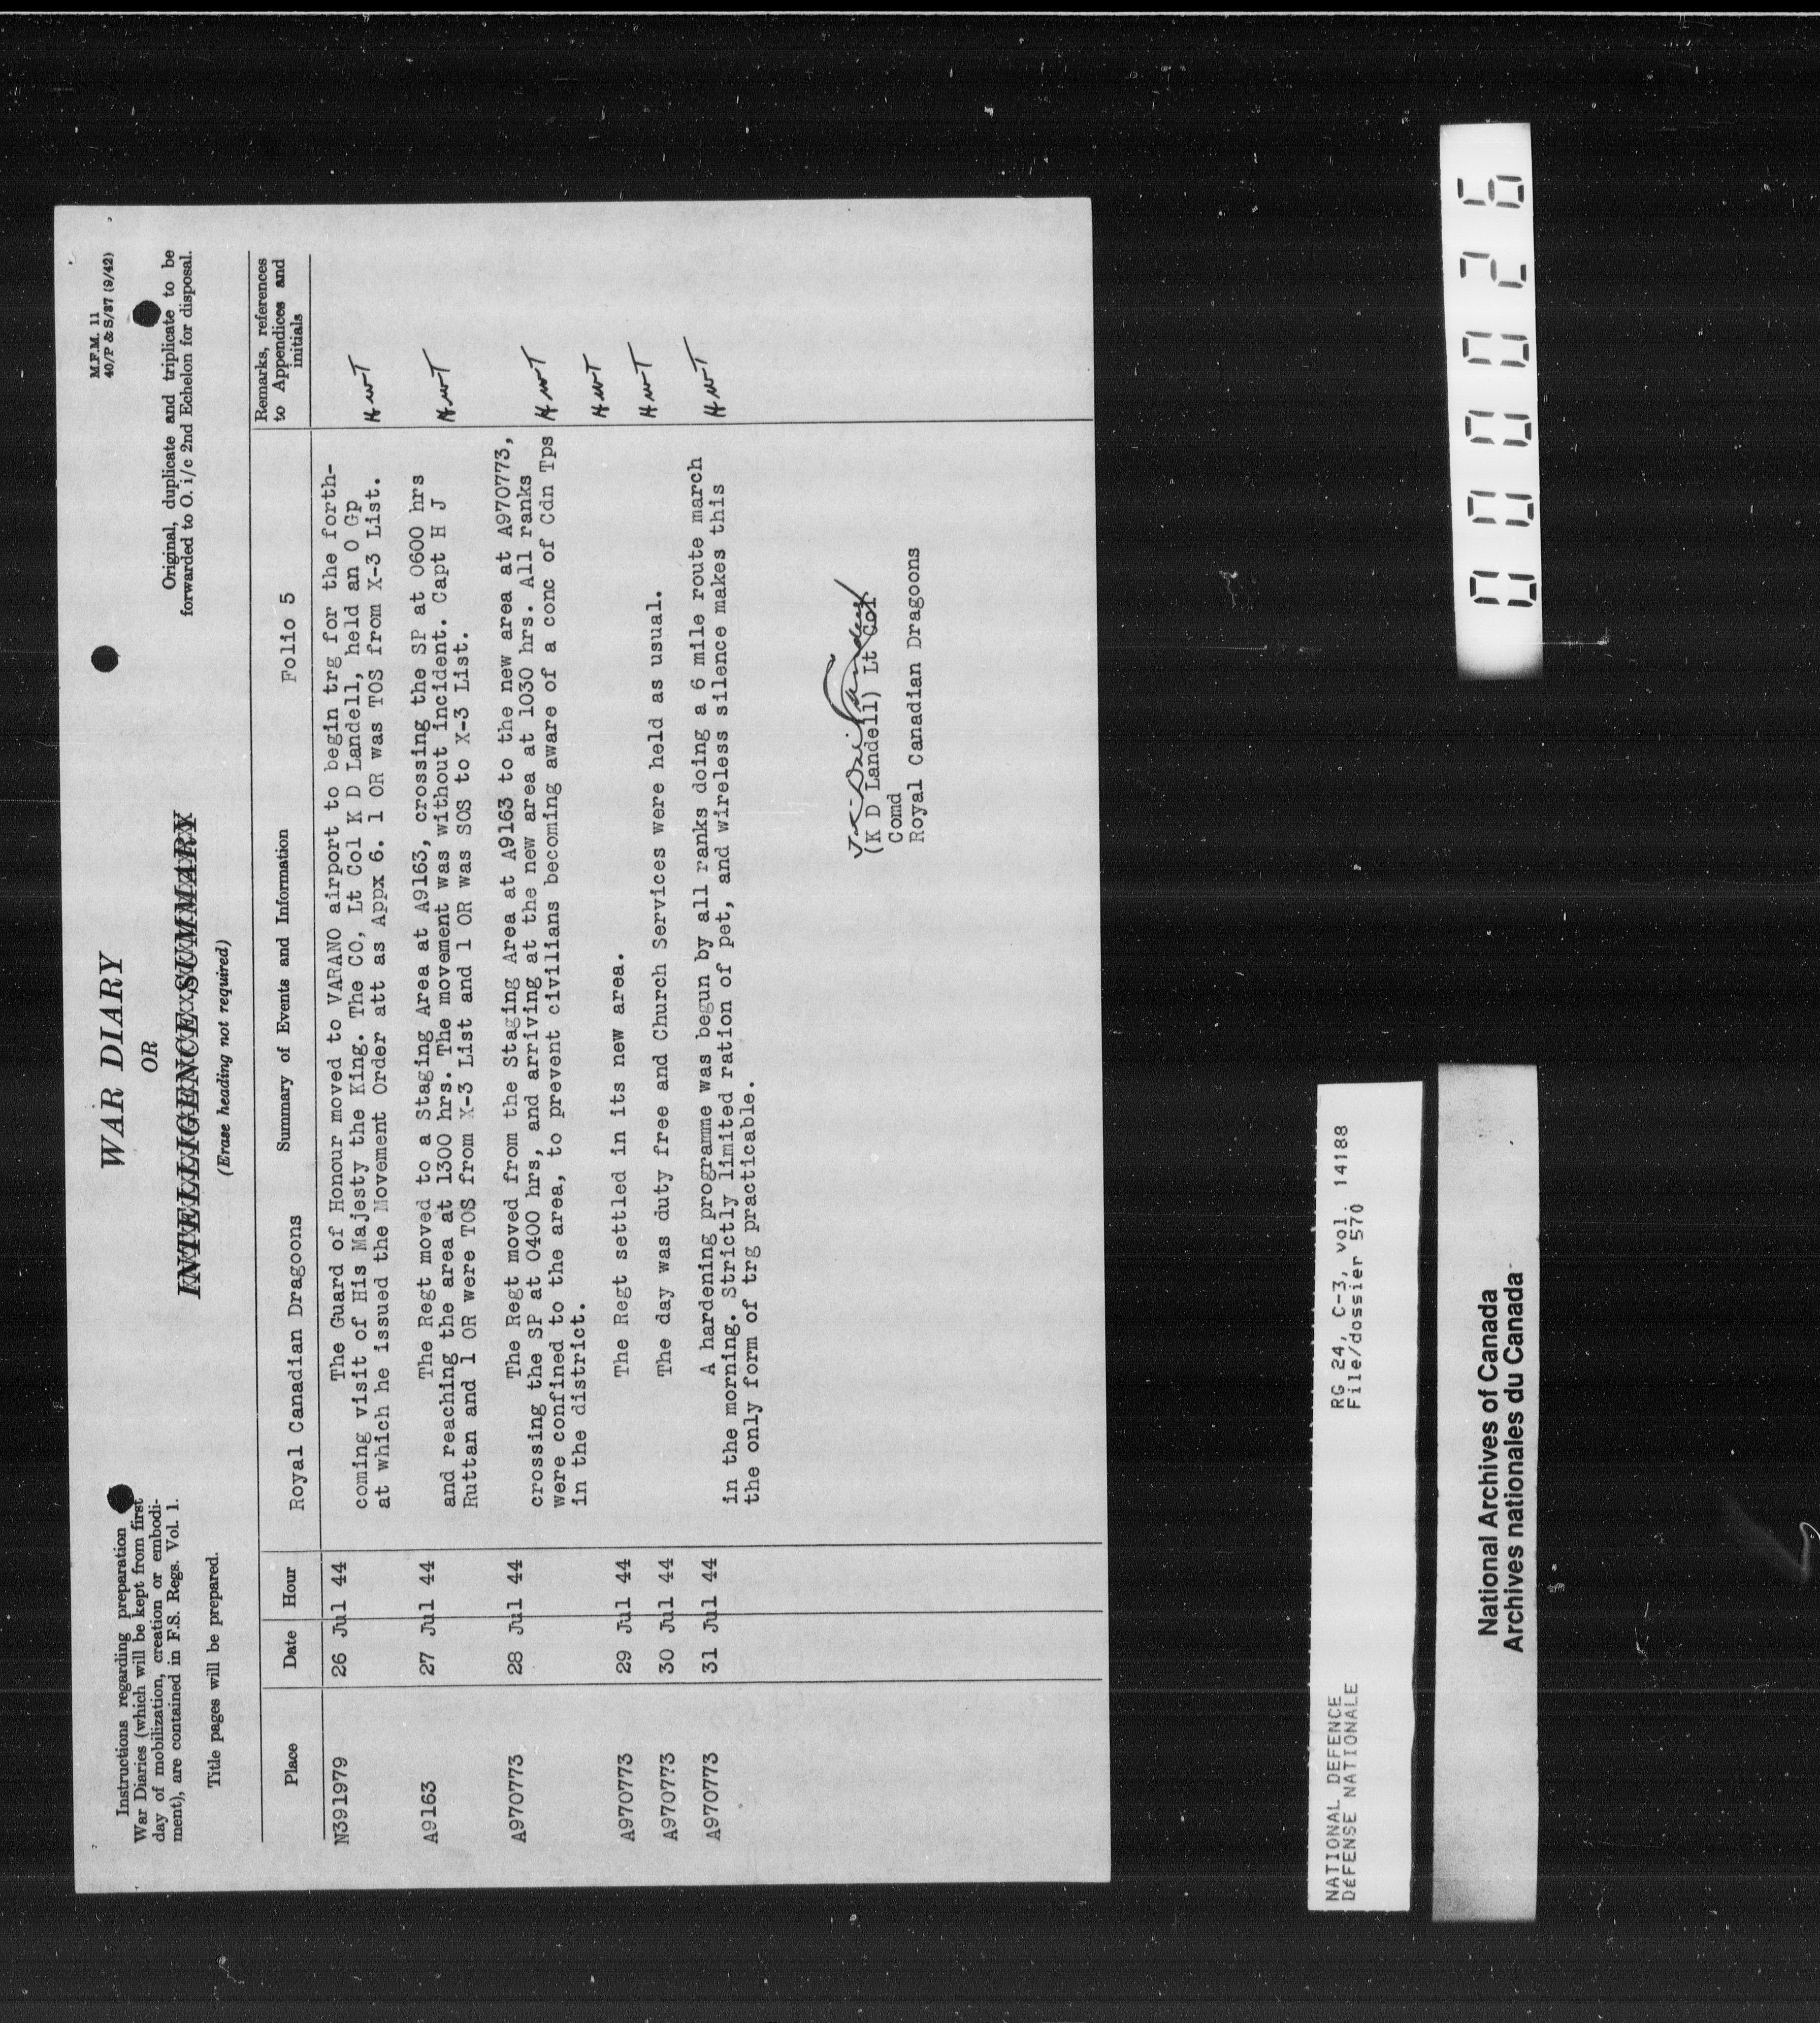 Instructions regarding preparation
War Diaries (which will be kept from first
day of mobilization, creation or embodi-
ment), are contained in F.S. Regs. Vol. 1.
Title pages will be prepared.
WAR DIARY
OR
INTELLIGENCE SUMMARY
(Erase heading not required)
M.F.M. 11
40/P & S/87 (9/42)
Original, duplicate and triplicate to be
forwarded to O. i/c 2nd Echelon for disposal.
Royal Canadian Dragoons Folio 5
Place Date Hour Summary of Events and Information Remarks, references
to Appendices and
initials
N391979 26 Jul 44 The Guard of Honour moved to VARANO airport to begin trg for the forth-
coming visit of His Majesty the King. The CO, Lt Col K D Landell, held an O Gp
at which he issued the Movement Order att as Appx 6. 1 OR was TOS from X-3 List. HWT
A9163 27 Jul 44 The Regt moved to a Staging Area at A9163, crossing the SP at 0600 hrs
and reaching the area at 1300 hrs. The movement was without incident. Capt H J HWT
Ruttan and 1 OR were TOS from X-3 List and 1 OR was SOS to X-3 List.
A970773 28 Jul 44 The Regt moved from the Staging Area at A9163 to the new area at A970773,
crossing the SP at 0400 hrs, and arriving at the new area at 1030 hrs. All ranks
were confined to the area, to prevent civilians becoming aware of a conc of Cdn Tps HWT
in the district.
A970773 29 Jul 44 The Regt settled in its new area. HWT
A970773 30 Jul 44 The day was duty free and Church Services were held as usual. HWT
A970773 31 Jul 44 A hardening programme was begun by all ranks doing a 6 mile route march HWT
in the morning. Strictly limited ration of pet, and wireless silence makes this
the only form of trg practicable.
(K D Landell) Lt Col
Comd
Royal Canadian Dragoons
NATIONAL DEFENCE RG 24, C-3, vol. 14188
DÉFENSE NATIONALE File/dossier 570
National Archives of Canada
Archives nationales du Canada
000026